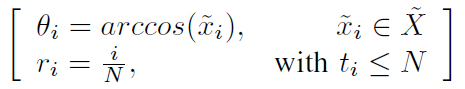 θ_i = arccos(x̃_i), x̃_i ∈ X̃
r_i = i/N, with t_i ≤ N